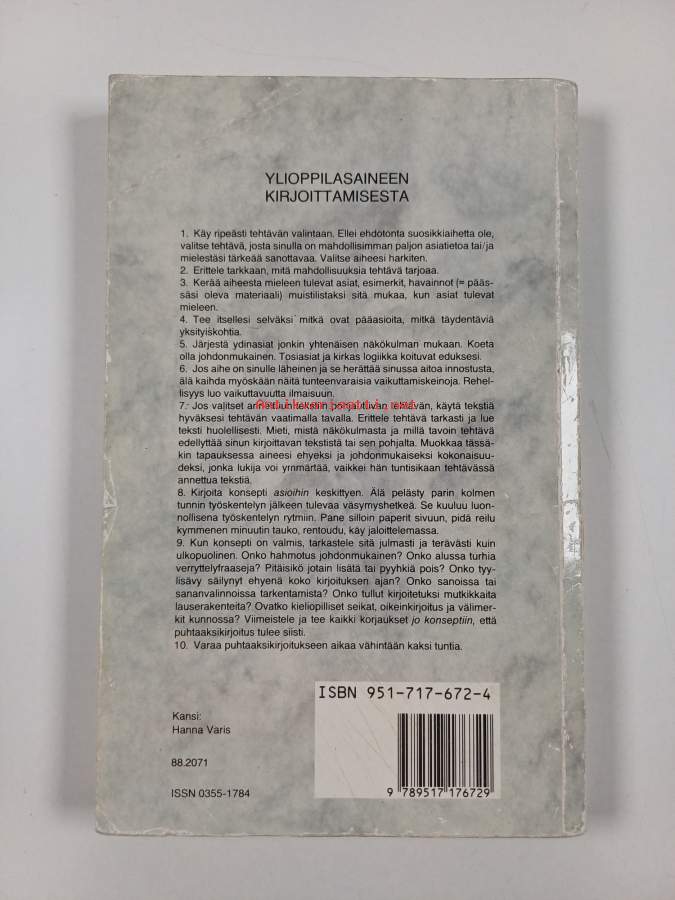 YLIOPPILASAINEEN
KIRJOITTAMISESTA
1. Käy ripeästi tehtävän valintaan. Ellei ehdotonta suosikkiaihetta ole,
valitse tehtävä, josta sinulla on mahdollisimman paljon asiatietoa tai/ja
mielestäsi tärkeää sanottavaa. Valitse aiheesi harkiten.
2. Erittele tarkkaan, mitä mahdollisuuksia tehtävä tarjoaa.
3. Kerää aiheesta mieleen tulevat asiat, esimerkit, havainnot (= pääs-
säsi oleva materiaali) muistilistaksi sitä mukaa, kun asiat tulevat
mieleen.
4. Tee itsellesi selväksi mitkä ovat pääasioita, mitkä täydentäviä
yksityiskohtia.
5. Järjestä ydinasiat jonkin yhtenäisen näkökulman mukaan. Koeta
olla johdonmukainen. Tosiasiat ja kirkas logiikka koituvat eduksesi.
6. Jos aihe on sinulle läheinen ja se herättää sinussa aitoa innostusta,
älä kaihda myöskään näitä tunteenvaraisia vaikuttamiskeinoja. Rehel-
lisyys luo vaikuttavuutta ilmaisuun.
7. Jos valitset aineistoumokseen pohjautuvan tehtävän, käytä tekstiä
Antikvariaatti.net
hyväksesi tehtävän vaatimalla tavalla. Erittele tehtävä tarkasti ja lue
teksti huolellisesti. Mieti, mistä näkökulmasta ja millä tavoin tehtävä
edellyttää sinun kirjoittavan tekstistä tai sen pohjalta. Muokkaa tässä-
kin tapauksessa aineesi ehyeksi ja johdonmukaiseksi kokonaisuu-
deksi, jonka lukija voi ymmärtää, vaikkei hän tuntisikaan tehtävässä
annettua tekstiä.
8. Kirjoita konsepti asioihin keskittyen. Älä pelästy parin kolmen
tunnin työskentelyn jälkeen tulevaa väsymyshetkeä. Se kuuluu luon-
nollisena työskentelyn rytmiin. Pane silloin paperit sivuun, pidä reilu
kymmenen minuutin tauko, rentoudu, käy jaloittelemassa.
9. Kun konsepti on valmis, tarkastele sitä julmasti ja terävästi kuin
ulkopuolinen. Onko hahmotus johdonmukainen? Onko alussa turhia
verryttelyfraaseja? Pitäisikö jotain lisätä tai pyyhkiä pois? Onko tyy-
lisävy säilynyt ehyenä koko kirjoituksen ajan? Onko sanoissa tai
sananvalinnoissa tarkentamista? Onko tullut kirjoitetuksi mutkikkaita
lauserakenteita? Ovatko kieliopilliset seikat, oikeinkirjoitus ja välimer-
kit kunnossa? Viimeistele ja tee kaikki korjaukset jo konseptiin, että
puhtaaksikirjoitus tulee siisti.
10. Varaa puhtaaksikirjoitukseen aikaa vähintään kaksi tuntia.
ISBN 951-717-672-4
9 789517 176729
Kansi:
Hanna Varis
88.2071
ISSN 0355-1784